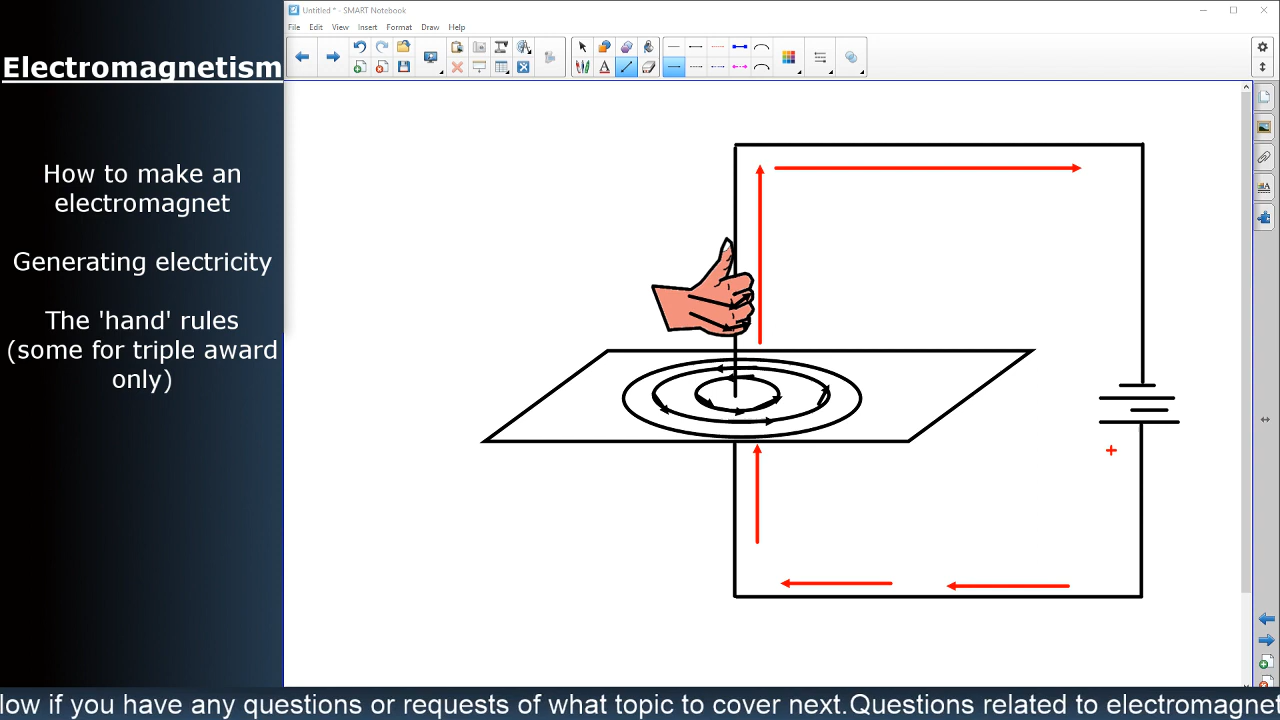 Untitled * - SMART Notebook
File Edit View Insert Format Draw Help
Electromagnetism
How to make an
electromagnet
Generating electricity
The 'hand' rules
(some for triple award
only)
+
low if you have any questions or requests of what topic to cover next.Questions related to electromagne